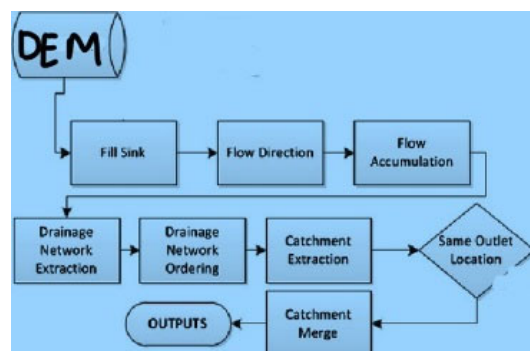 DEM
Fill Sink
Flow Direction
Flow
Accumulation
Drainage
Network
Extraction
Drainage
Network
Ordering
Catchment
Extraction
Same Outlet
Location
OUTPUTS
Catchment
Merge